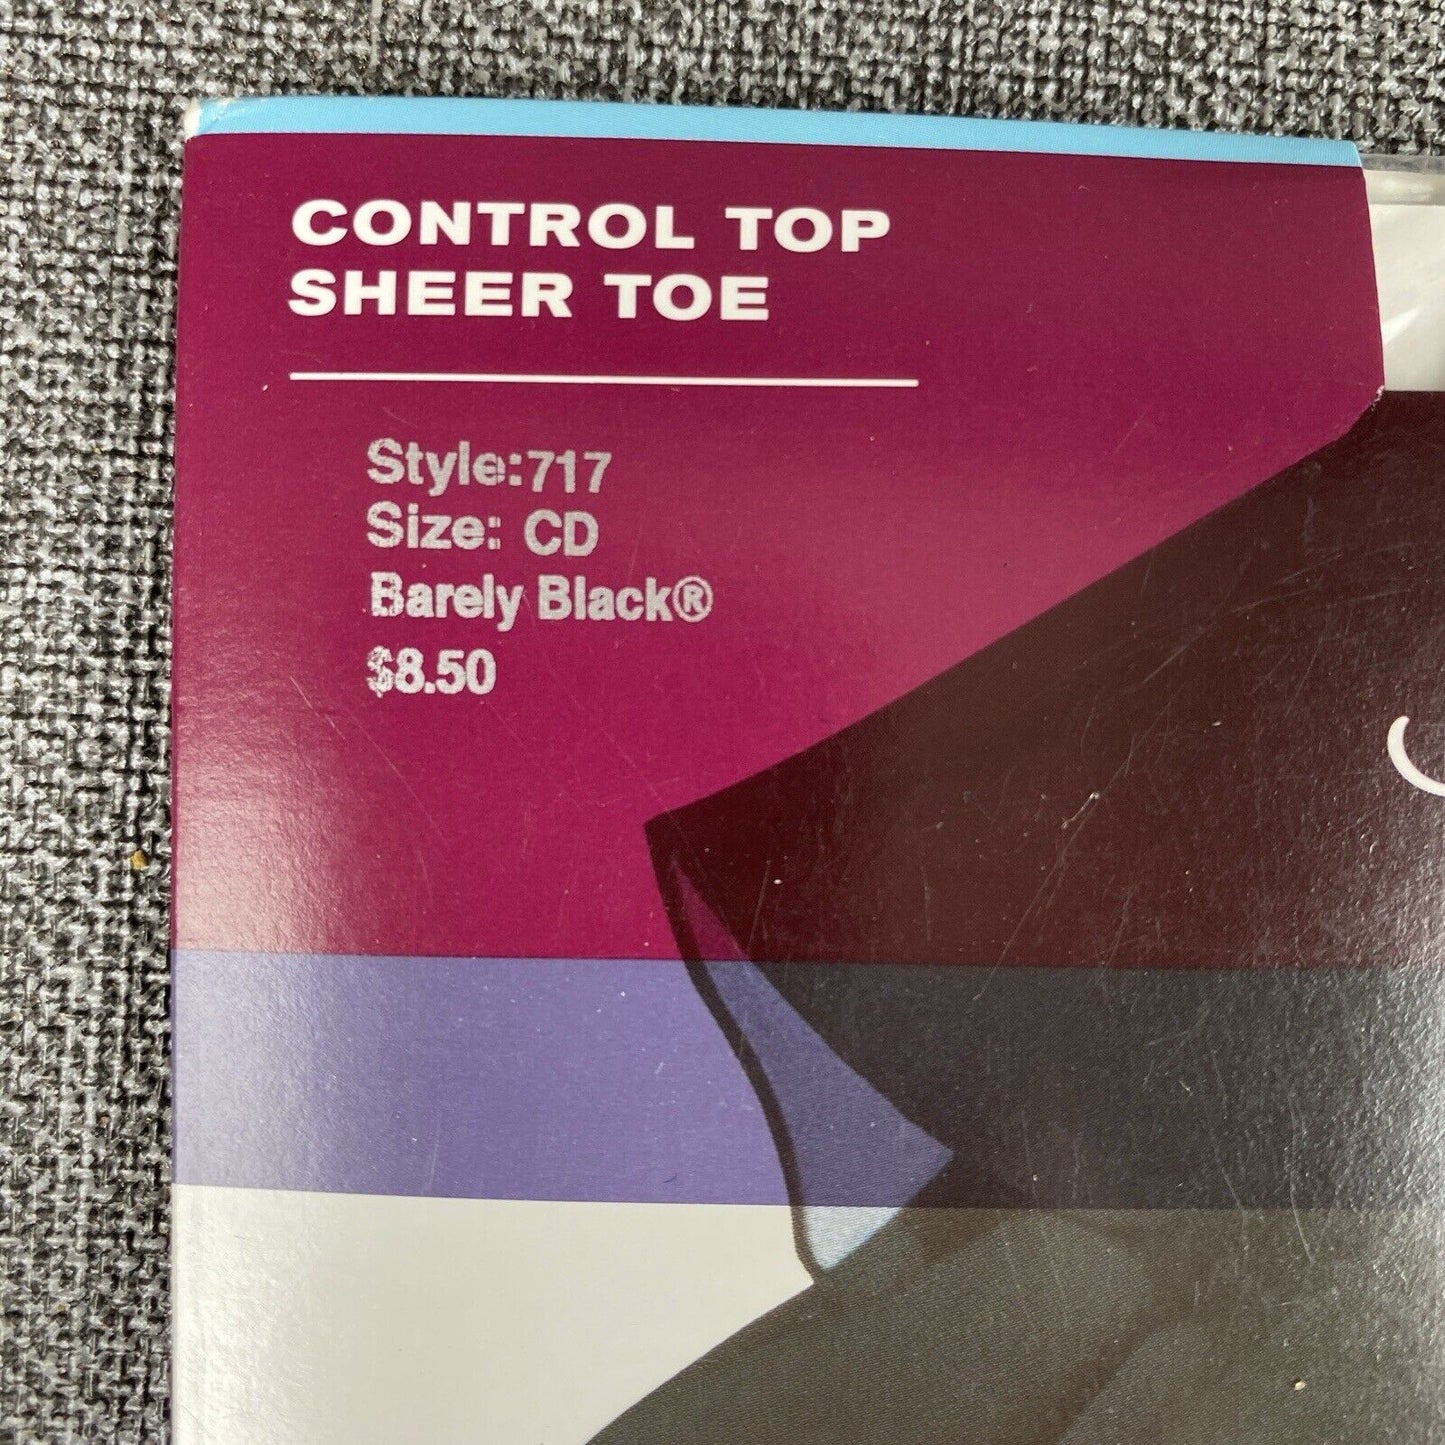 CONTROL TOP
SHEER TOE
Style:717
Size: CD
Barely Black®
$8.50